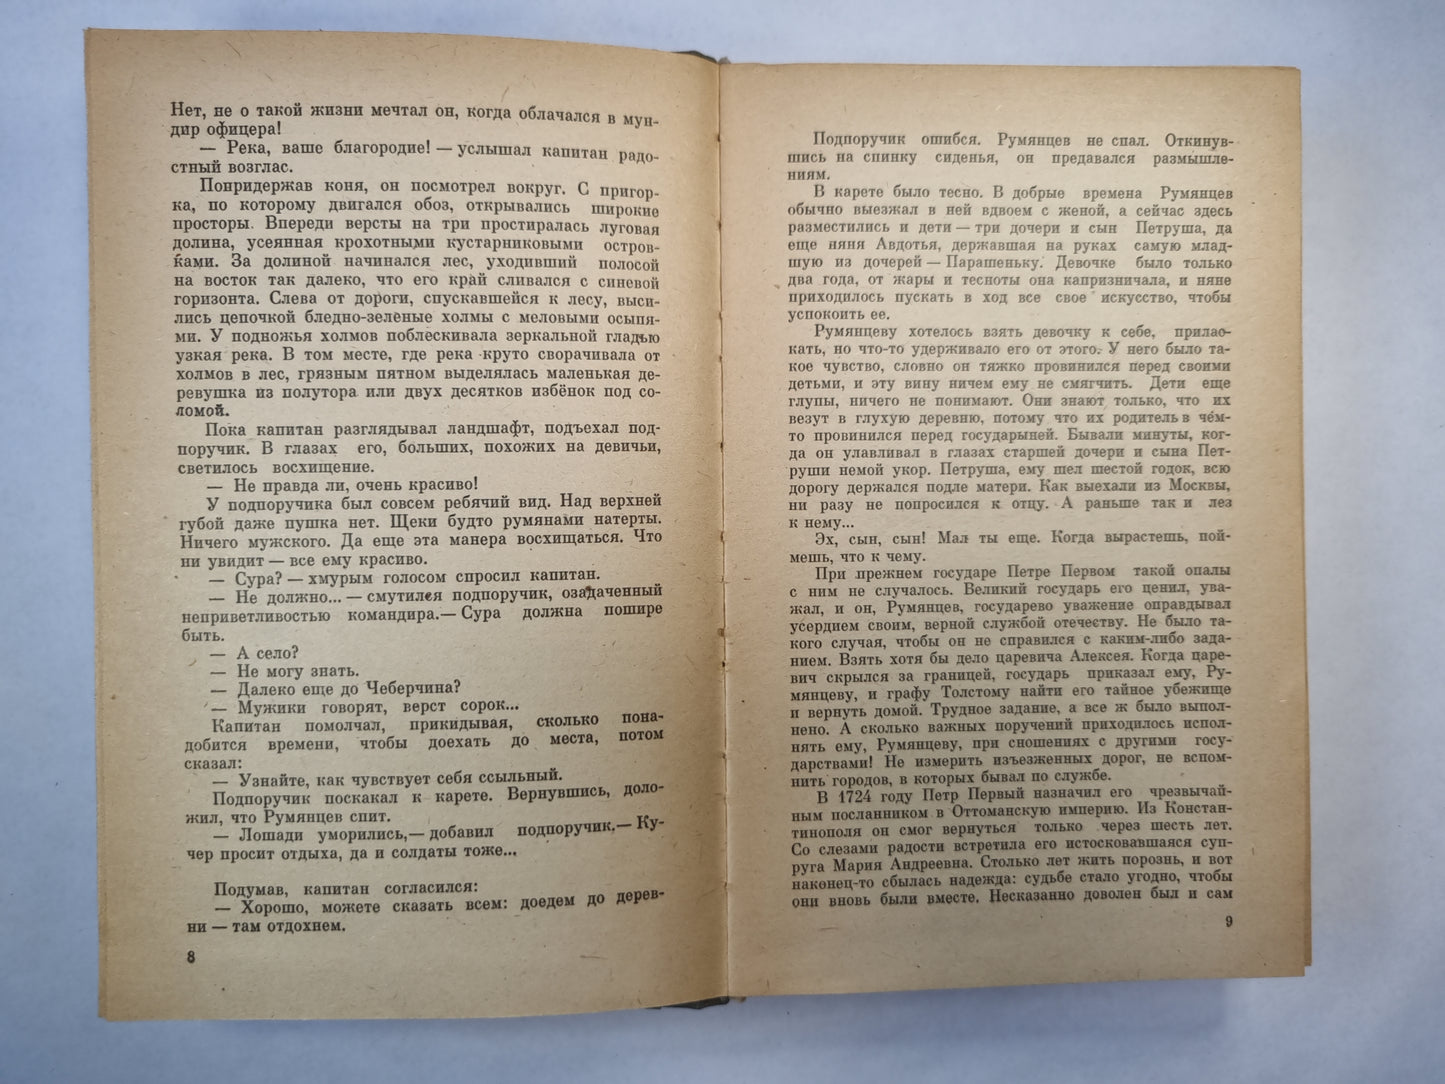 Нет, не о такой жизни мечтал он, когда облачался в мун-
дир офицера!
— Река, ваше благородие! — услышал капитан радо-
стный возглас.
Попридержав коня, он посмотрел вокруг. С пригор-
ка, по которому двигался обоз, открывались широкие
просторы. Впереди версты на три простиралась луговая
долина, усеянная крохотными кустарниковыми остров-
ками. За долиной начинался лес, уходивший полосой
на восток так далеко, что его край сливался с синевой
горизонта. Слева от дороги, спускавшейся к лесу, выси-
лись цепочкой бледно-зеленые холмы с меловыми осыпя-
ми. У подножья холмов поблескивала зеркальной гладью
узкая река. В том месте, где река круто сворачивала от
холмов в лес, грязным пятном выделялась маленькая де-
ревушка из полутора или двух десятков избёнок под со-
ломой.
Пока капитан разглядывал ландшафт, подъехал под-
поручик. В глазах его, больших, похожих на девичьи,
светилось восхищение.
— Не правда ли, очень красиво!
У подпоручика был совсем ребячий вид. Над верхней
губой даже пушка нет. Щеки будто румянами натерты.
Ничего мужского. Да еще эта манера восхищаться. Что
ни увидит — все ему красиво.
— Сура? — хмурым голосом спросил капитан.
— Не должно... — смутился подпоручик, озадаченный
неприветливостью командира.— Сура должна пошире
быть.
— А село?
— Не могу знать.
— Далеко еще до Чеберчина?
— Мужики говорят, верст сорок...
Капитан помолчал, прикидывая, сколько пона-
добится времени, чтобы доехать до места, потом
сказал:
— Узнайте, как чувствует себя ссыльный.
Подпоручик поскакал к карете. Вернувшись, доло-
жил, что Румянцев спит.
— Лошади уморились,— добавил подпоручик.— Ку-
чер просит отдыха, да и солдаты тоже...
Подумав, капитан согласился:
— Хорошо, можете сказать всем: доедем до дерев-
ни — там отдохнем.
8
Подпоручик ошибся. Румянцев не спал. Откинув-
шись на спинку сиденья, он предавался размышле-
ниям.
В карете было тесно. В добрые времена Румянцев
обычно выезжал в ней вдвоем с женой, а сейчас здесь
разместились и дети — три дочери и сын Петруша, да
еще няня Авдотья, державшая на руках самую млад-
шую из дочерей — Парашеньку. Девочке было только
два года, от жары и тесноты она капризничала, и няне
приходилось пускать в ход все свое искусство, чтобы
успокоить ее.
Румянцеву хотелось взять девочку к себе, прилас-
кать, но что-то удерживало его от этого. У него было та-
кое чувство, словно он тяжко провинился перед своими
детьми, и эту вину ничем ему не смягчить. Дети еще
глупы, ничего не понимают. Они знают только, что их
везут в глухую деревню, потому что их родитель в чём-
то провинился перед государыней. Бывали минуты, ког-
да он улавливал в глазах старшей дочери и сына Пет-
руши немой укор. Петруша, ему шел шестой годок, всю
дорогу держался подле матери. Как выехали из Москвы,
ни разу не попросился к отцу. А раньше так и лез
к нему...
Эх, сын, сын! Мал ты еще. Когда вырастешь, пой-
мешь, что к чему.
При прежнем государе Петре Первом такой опалы
с ним не случалось. Великий государь его ценил, ува-
жал, и он, Румянцев, государево уважение оправдывал
усердием своим, верной службой отечеству. Не было та-
кого случая, чтобы он не справился с каким-либо зада-
нием. Взять хотя бы дело царевича Алексея. Когда царе-
вич скрылся за границей, государь приказал ему, Ру-
мянцеву, и графу Толстому найти его тайное убежище
и вернуть домой. Трудное задание, а все ж было выпол-
нено. А сколько важных поручений приходилось испол-
нять ему, Румянцеву, при сношениях с другими госу-
дарствами! Не измерить изъезженных дорог, не вспом-
нить городов, в которых бывал по службе.
В 1724 году Петр Первый назначил его чрезвычай-
ным посланником в Оттоманскую империю. Из Констан-
тинополя он смог вернуться только через шесть лет.
Со слезами радости встретила его истосковавшаяся суп-
руга Мария Андреевна. Столько лет жить порознь, и вот
наконец-то сбылась надежда: судьбе стало угодно, чтобы
они вновь были вместе. Несказанно доволен был и сам
9